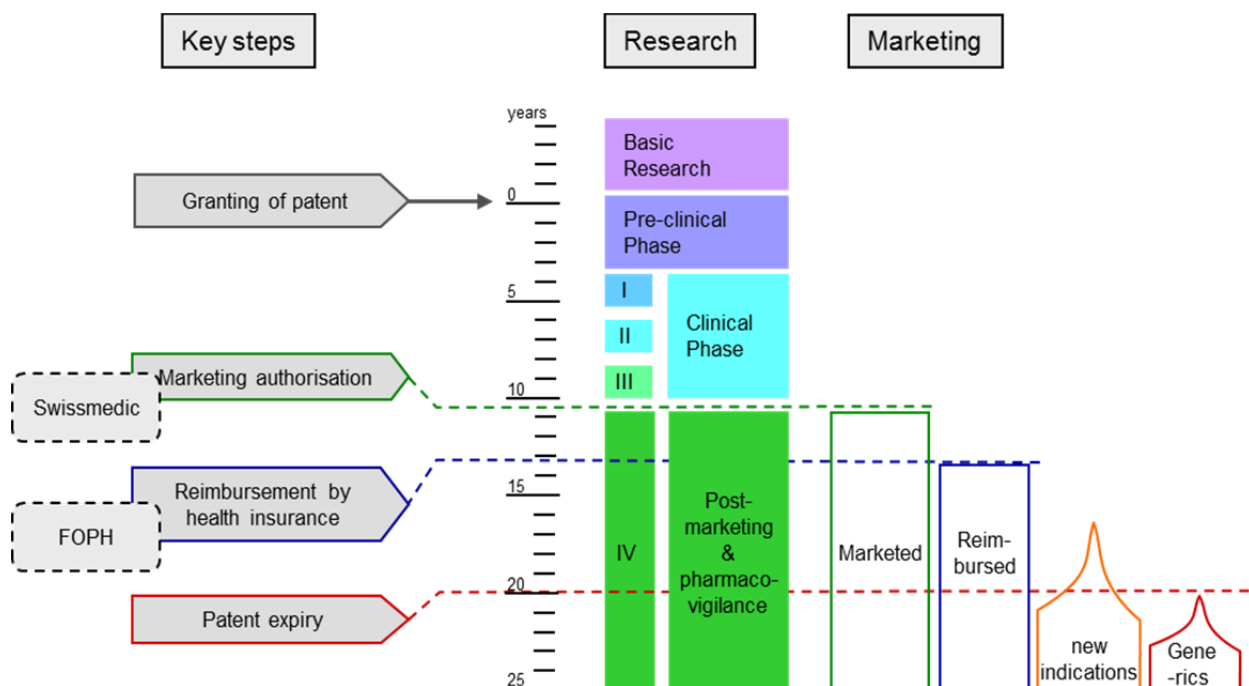 Key steps
Research
Marketing
years
Basic
Research
Granting of patent
0
Pre-clinical
Phase
5
I
II
Clinical
Phase
Marketing authorisation
III
10
Swissmedic
Reimbursement by
health insurance
15
FOPH
IV
Post-
marketing
&
pharmaco-
vigilance
Marketed
Reim-
bursed
20
Patent expiry
new
indications
Gene
-rics
25